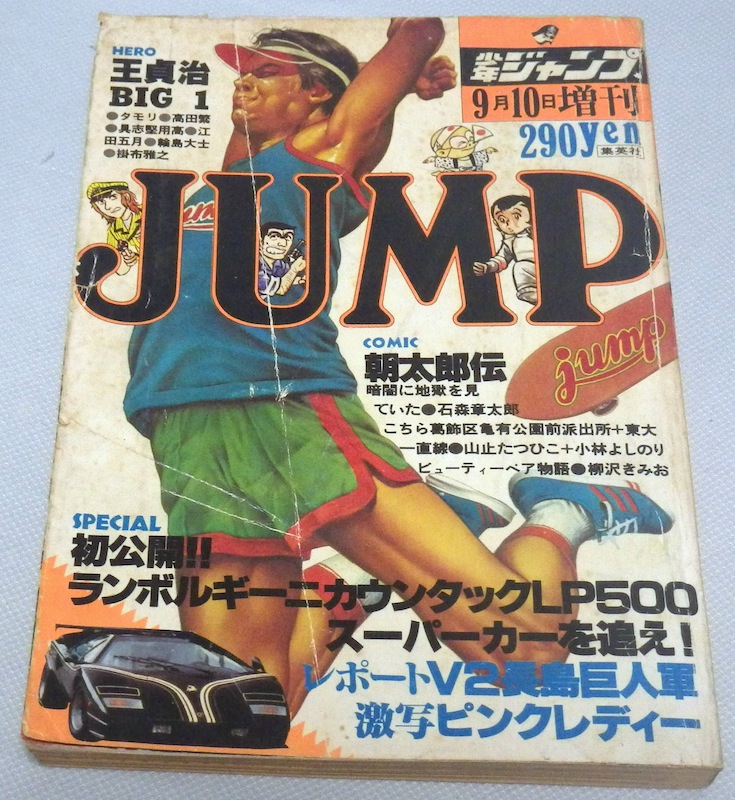 HERO
王貞治
BIG 1
●タモリ●高田繁
●具志堅用高●江
田五月●輪島大士
●掛布雅之
少年ジャンプ
9月10日増刊
290yen
集英社
JUMP
COMIC
朝太郎伝
暗闇に地獄を見
ていた●石森章太郎
こちら葛飾区亀有公園前派出所+東大
一直線●山止たつひこ+小林よしのり
ビューティーペア物語●柳沢きみお
jump
SPECIAL
初公開!!
ランボルギーニカウンタックLP500
スーパーカーを追え!
レポートV2長島巨人軍
激写ピンクレディー